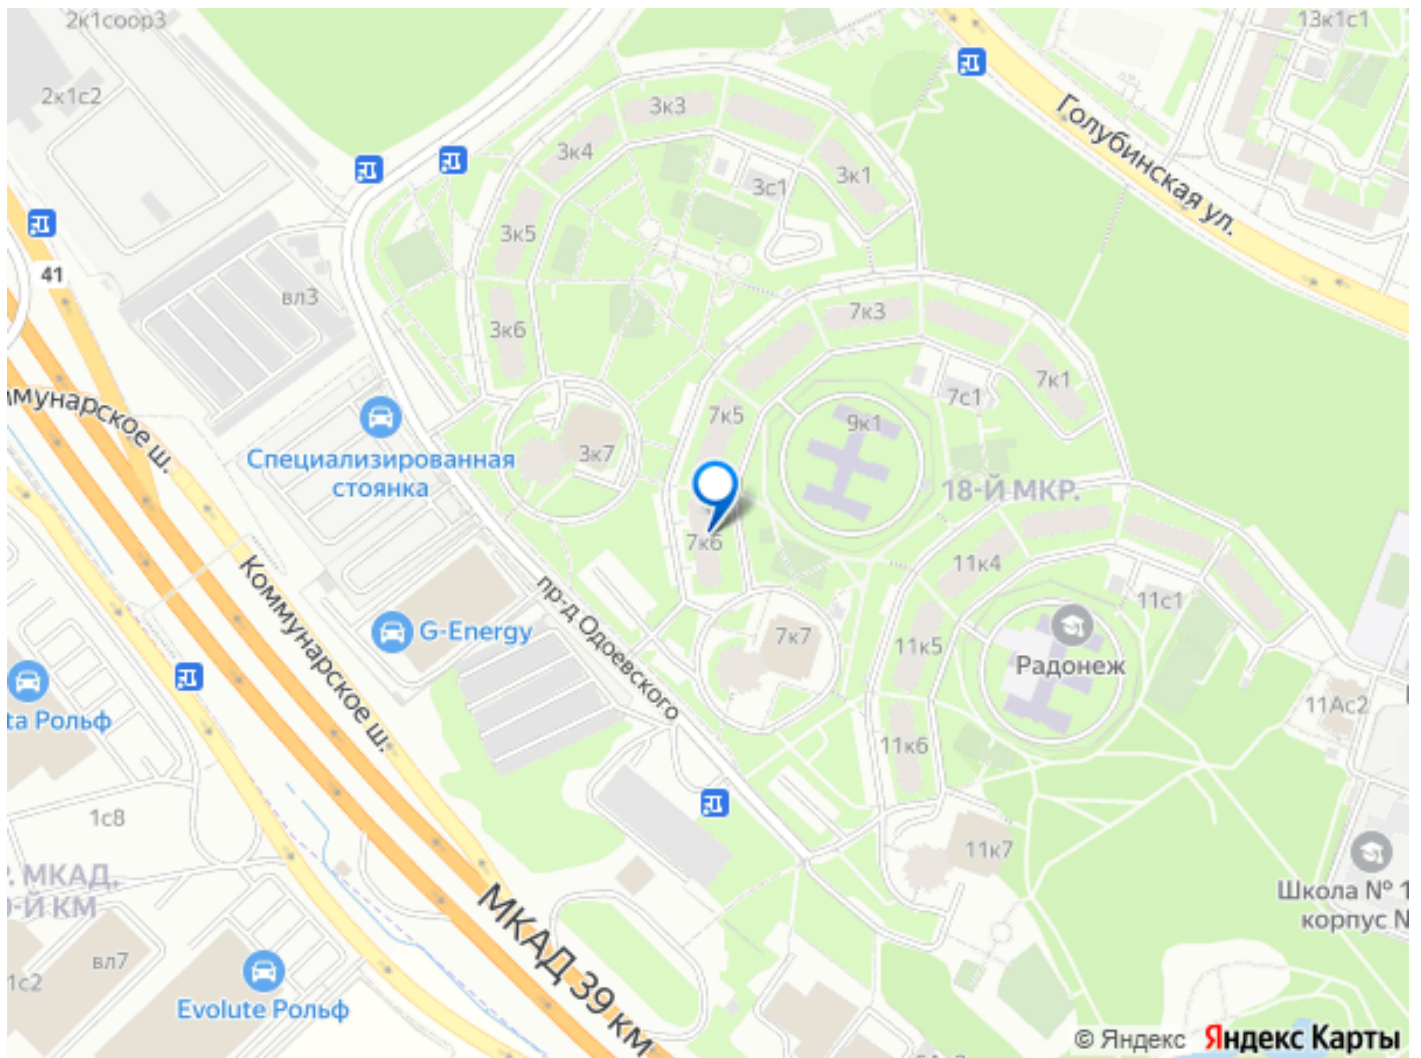 2к1соор3
13к1с1
2к1с2
3к3
Голубинская ул.
3к4
3с1
3к1
3к5
41
вл3
3к6
7к3
7к1
7с1
7к5
9к1
Коммунарское ш.
3к7
Специализированная
стоянка
18-Й МКР.
7к6
11к4
11с1
Коммунарское ш.
пр-д Одоевского
G-Energy
7к7
11к5
Радонеж
11Ас2
Рольф
11к6
1с8
МКАД,
Й КМ
11к7
Школа № 1
корпус
МКАД 39 км
вл7
1с2
Evolute Рольф
© Яндекс Яндекс Карты